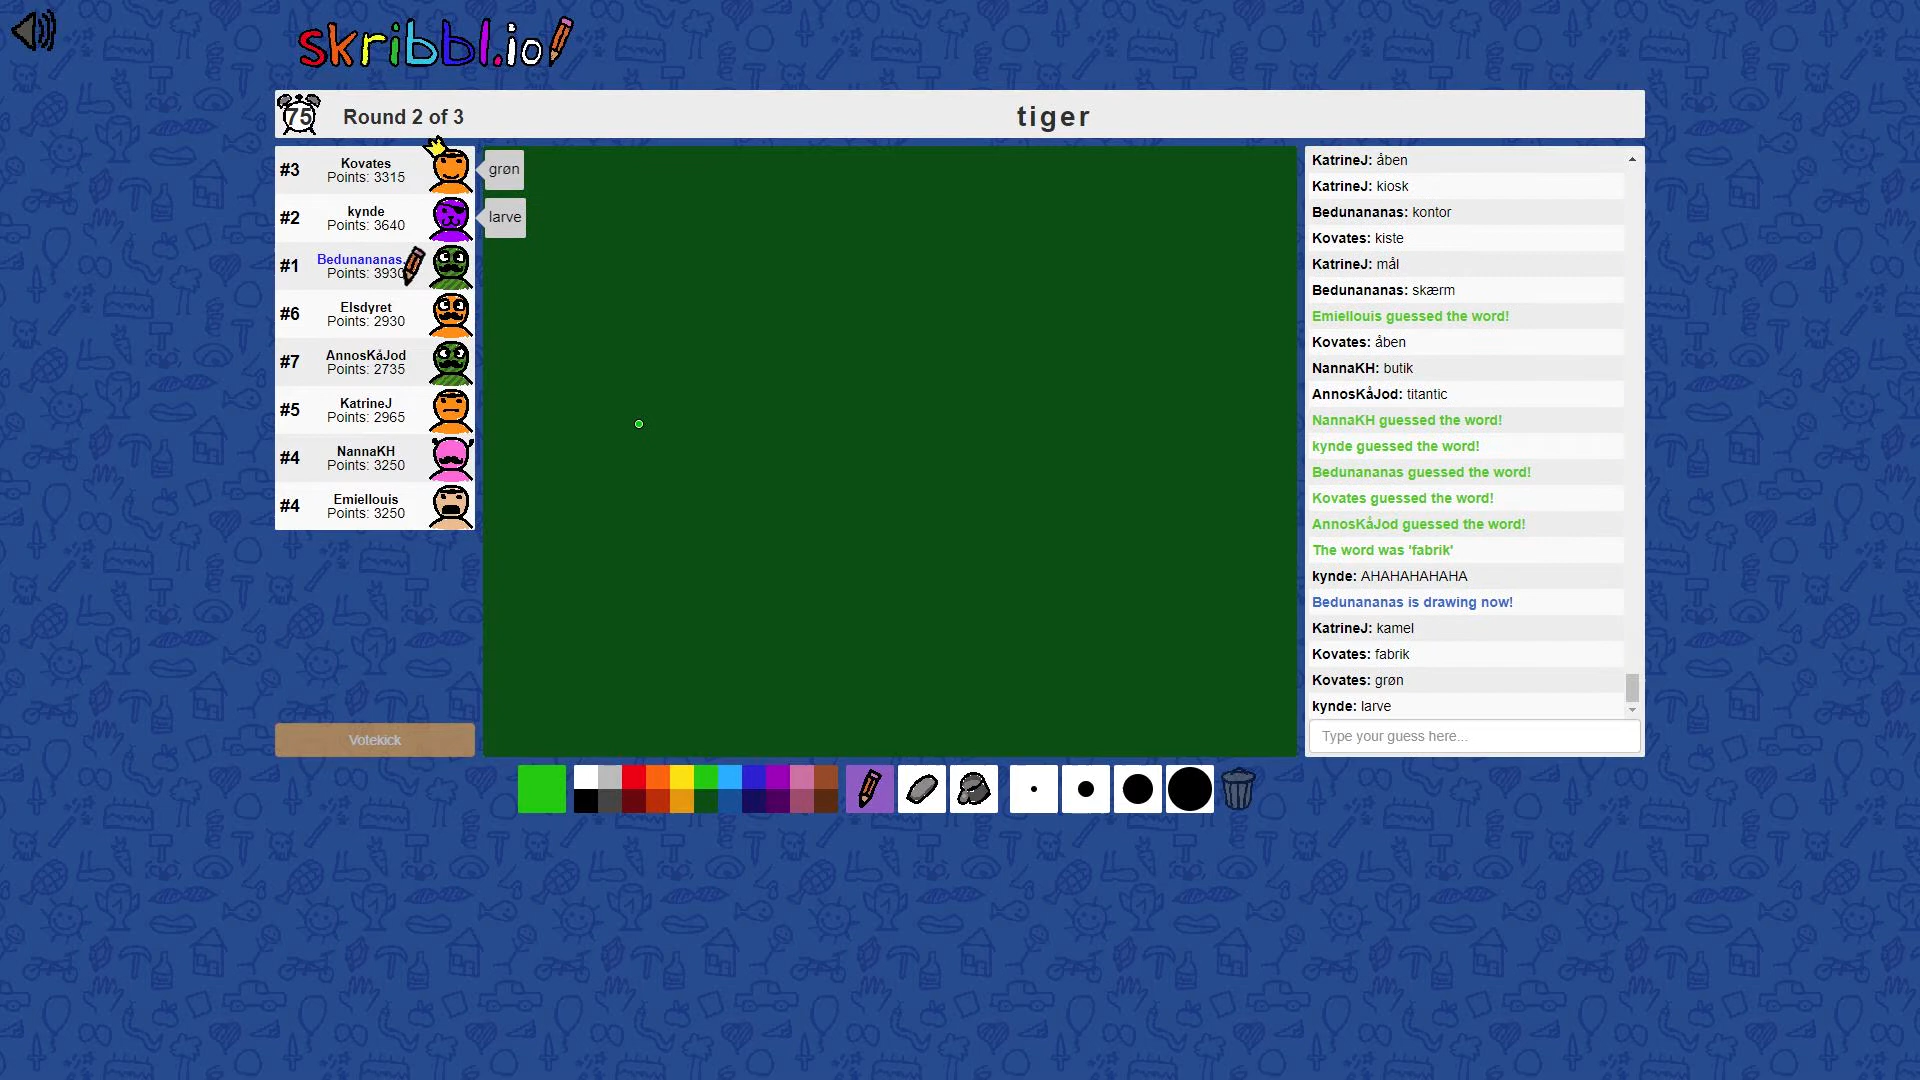 skribbl.io
75
Round 2 of 3
tiger
#3
Kovates
Points: 3315
grøn
#2
kynde
Points: 3640
larve
#1
Bedunananas.
Points: 3930
#6
Elsdyret
Points: 2930
#7
AnnosKåJod
Points: 2735
#5
KatrineJ
Points: 2965
#4
NannaKH
Points: 3250
#4
Emiellouis
Points: 3250
Votekick
KatrineJ: åben
KatrineJ: kiosk
Bedunananas: kontor
Kovates: kiste
KatrineJ: mål
Bedunananas: skærm
Emiellouis guessed the word!
Kovates: åben
NannaKH: butik
AnnosKåJod: titantic
NannaKH guessed the word!
kynde guessed the word!
Bedunananas guessed the word!
Kovates guessed the word!
AnnosKåJod guessed the word!
The word was 'fabrik'
kynde: AHAHAHAHAHA
Bedunananas is drawing now!
KatrineJ: kamel
Kovates: fabrik
Kovates: grøn
kynde: larve
Type your guess here...